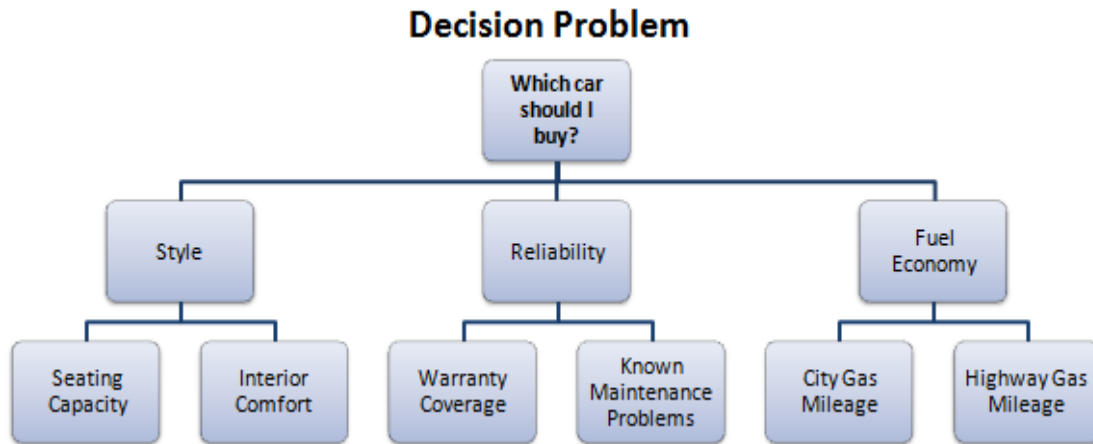 Decision Problem
Which car
should I
buy?
Style
Reliability
Fuel
Economy
Seating
Capacity
Interior
Comfort
Warranty
Coverage
Known
Maintenance
Problems
City Gas
Mileage
Highway Gas
Mileage